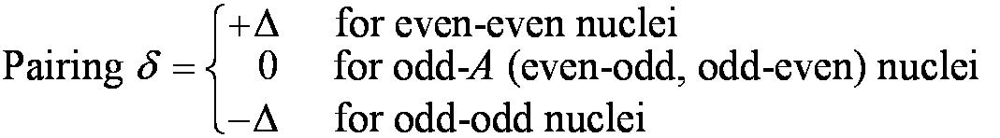 +Δ for even-even nuclei
Pairing δ = { 0 for odd-A (even-odd, odd-even) nuclei
−Δ for odd-odd nuclei